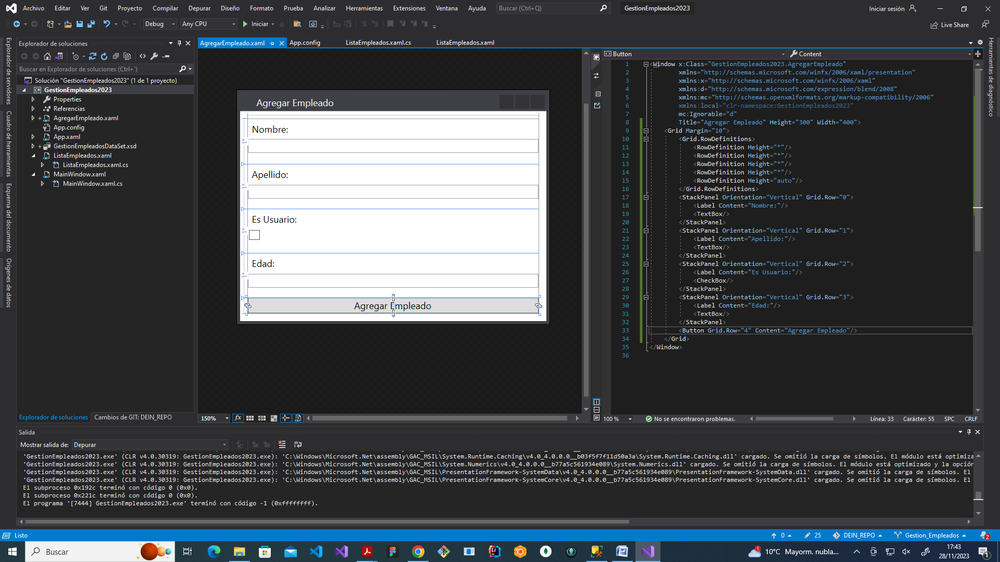 Archivo Editar Ver Git Proyecto Compilar Depurar Diseño Formato Prueba Analizar Herramientas Extensiones Ventana Ayuda Buscar (Ctrl+Q) GestionEmpleados2023 Iniciar sesión
Debug Any CPU Iniciar Live Share
Explorador de servidores
Cuadro de herramientas
Esquema del documento
Orígenes de datos
Explorador de soluciones
Buscar en Explorador de soluciones (Ctrl+´)
Solución "GestionEmpleados2023" (1 de 1 proyecto)
GestionEmpleados2023
Properties
Referencias
AgregarEmpleado.xaml
App.config
App.xaml
GestionEmpleadosDataSet.xsd
ListaEmpleados.xaml
ListaEmpleados.xaml.cs
MainWindow.xaml
MainWindow.xaml.cs
Explorador de soluciones Cambios de GIT: DEIN_REPO
AgregarEmpleado.xaml App.config ListaEmpleados.xaml.cs ListaEmpleados.xaml
Agregar Empleado
Nombre:
Apellido:
Es Usuario:
Edad:
Agregar Empleado
150%
Button Content
1 <Window x:Class="GestionEmpleados2023.AgregarEmpleado"
2 xmlns="http://schemas.microsoft.com/winfx/2006/xaml/presentation"
3 xmlns:x="http://schemas.microsoft.com/winfx/2006/xaml"
4 xmlns:d="http://schemas.microsoft.com/expression/blend/2008"
5 xmlns:mc="http://schemas.openxmlformats.org/markup-compatibility/2006"
6 xmlns:local="clr-namespace:GestionEmpleados2023"
7 mc:Ignorable="d"
8 Title="Agregar Empleado" Height="300" Width="400">
9 <Grid Margin="10">
10 <Grid.RowDefinitions>
11 <RowDefinition Height="*"/>
12 <RowDefinition Height="*"/>
13 <RowDefinition Height="*"/>
14 <RowDefinition Height="*"/>
15 <RowDefinition Height="auto"/>
16 </Grid.RowDefinitions>
17 <StackPanel Orientation="Vertical" Grid.Row="0">
18 <Label Content="Nombre:"/>
19 <TextBox/>
20 </StackPanel>
21 <StackPanel Orientation="Vertical" Grid.Row="1">
22 <Label Content="Apellido:"/>
23 <TextBox/>
24 </StackPanel>
25 <StackPanel Orientation="Vertical" Grid.Row="2">
26 <Label Content="Es Usuario:"/>
27 <CheckBox/>
28 </StackPanel>
29 <StackPanel Orientation="Vertical" Grid.Row="3">
30 <Label Content="Edad:"/>
31 <TextBox/>
32 </StackPanel>
33 <Button Grid.Row="4" Content="Agregar Empleado"/>
34 </Grid>
35 </Window>
36
100 % No se encontraron problemas. Línea: 33 Carácter: 55 SPC CRLF
Herramientas de diagnóstico
Salida
Mostrar salida de: Depurar
'GestionEmpleados2023.exe' (CLR v4.0.30319: GestionEmpleados2023.exe): 'C:\Windows\Microsoft.Net\assembly\GAC_MSIL\System.Runtime.Caching\v4.0_4.0.0.0__b03f5f7f11d50a3a\System.Runtime.Caching.dll' cargado. Se omitió la carga de símbolos. El módulo está optimiza
'GestionEmpleados2023.exe' (CLR v4.0.30319: GestionEmpleados2023.exe): 'C:\Windows\Microsoft.Net\assembly\GAC_MSIL\System.Numerics\v4.0_4.0.0.0__b77a5c561934e089\System.Numerics.dll' cargado. Se omitió la carga de símbolos. El módulo está optimizado y la opción
'GestionEmpleados2023.exe' (CLR v4.0.30319: GestionEmpleados2023.exe): 'C:\Windows\Microsoft.Net\assembly\GAC_MSIL\PresentationFramework-SystemData\v4.0_4.0.0.0__b77a5c561934e089\PresentationFramework-SystemData.dll' cargado. Se omitió la carga de símbolos. El
'GestionEmpleados2023.exe' (CLR v4.0.30319: GestionEmpleados2023.exe): 'C:\Windows\Microsoft.Net\assembly\GAC_MSIL\PresentationFramework-SystemCore\v4.0_4.0.0.0__b77a5c561934e089\PresentationFramework-SystemCore.dll' cargado. Se omitió la carga de símbolos. El
El subproceso 0x192c terminó con código 0 (0x0).
El subproceso 0x221c terminó con código 0 (0x0).
El programa '[7444] GestionEmpleados2023.exe' terminó con código -1 (0xffffffff).
Listo 0 25 DEIN_REPO Gestion_Empleados 2
Buscar 1 10°C Mayorm. nubla... 17:43 1
28/11/2023